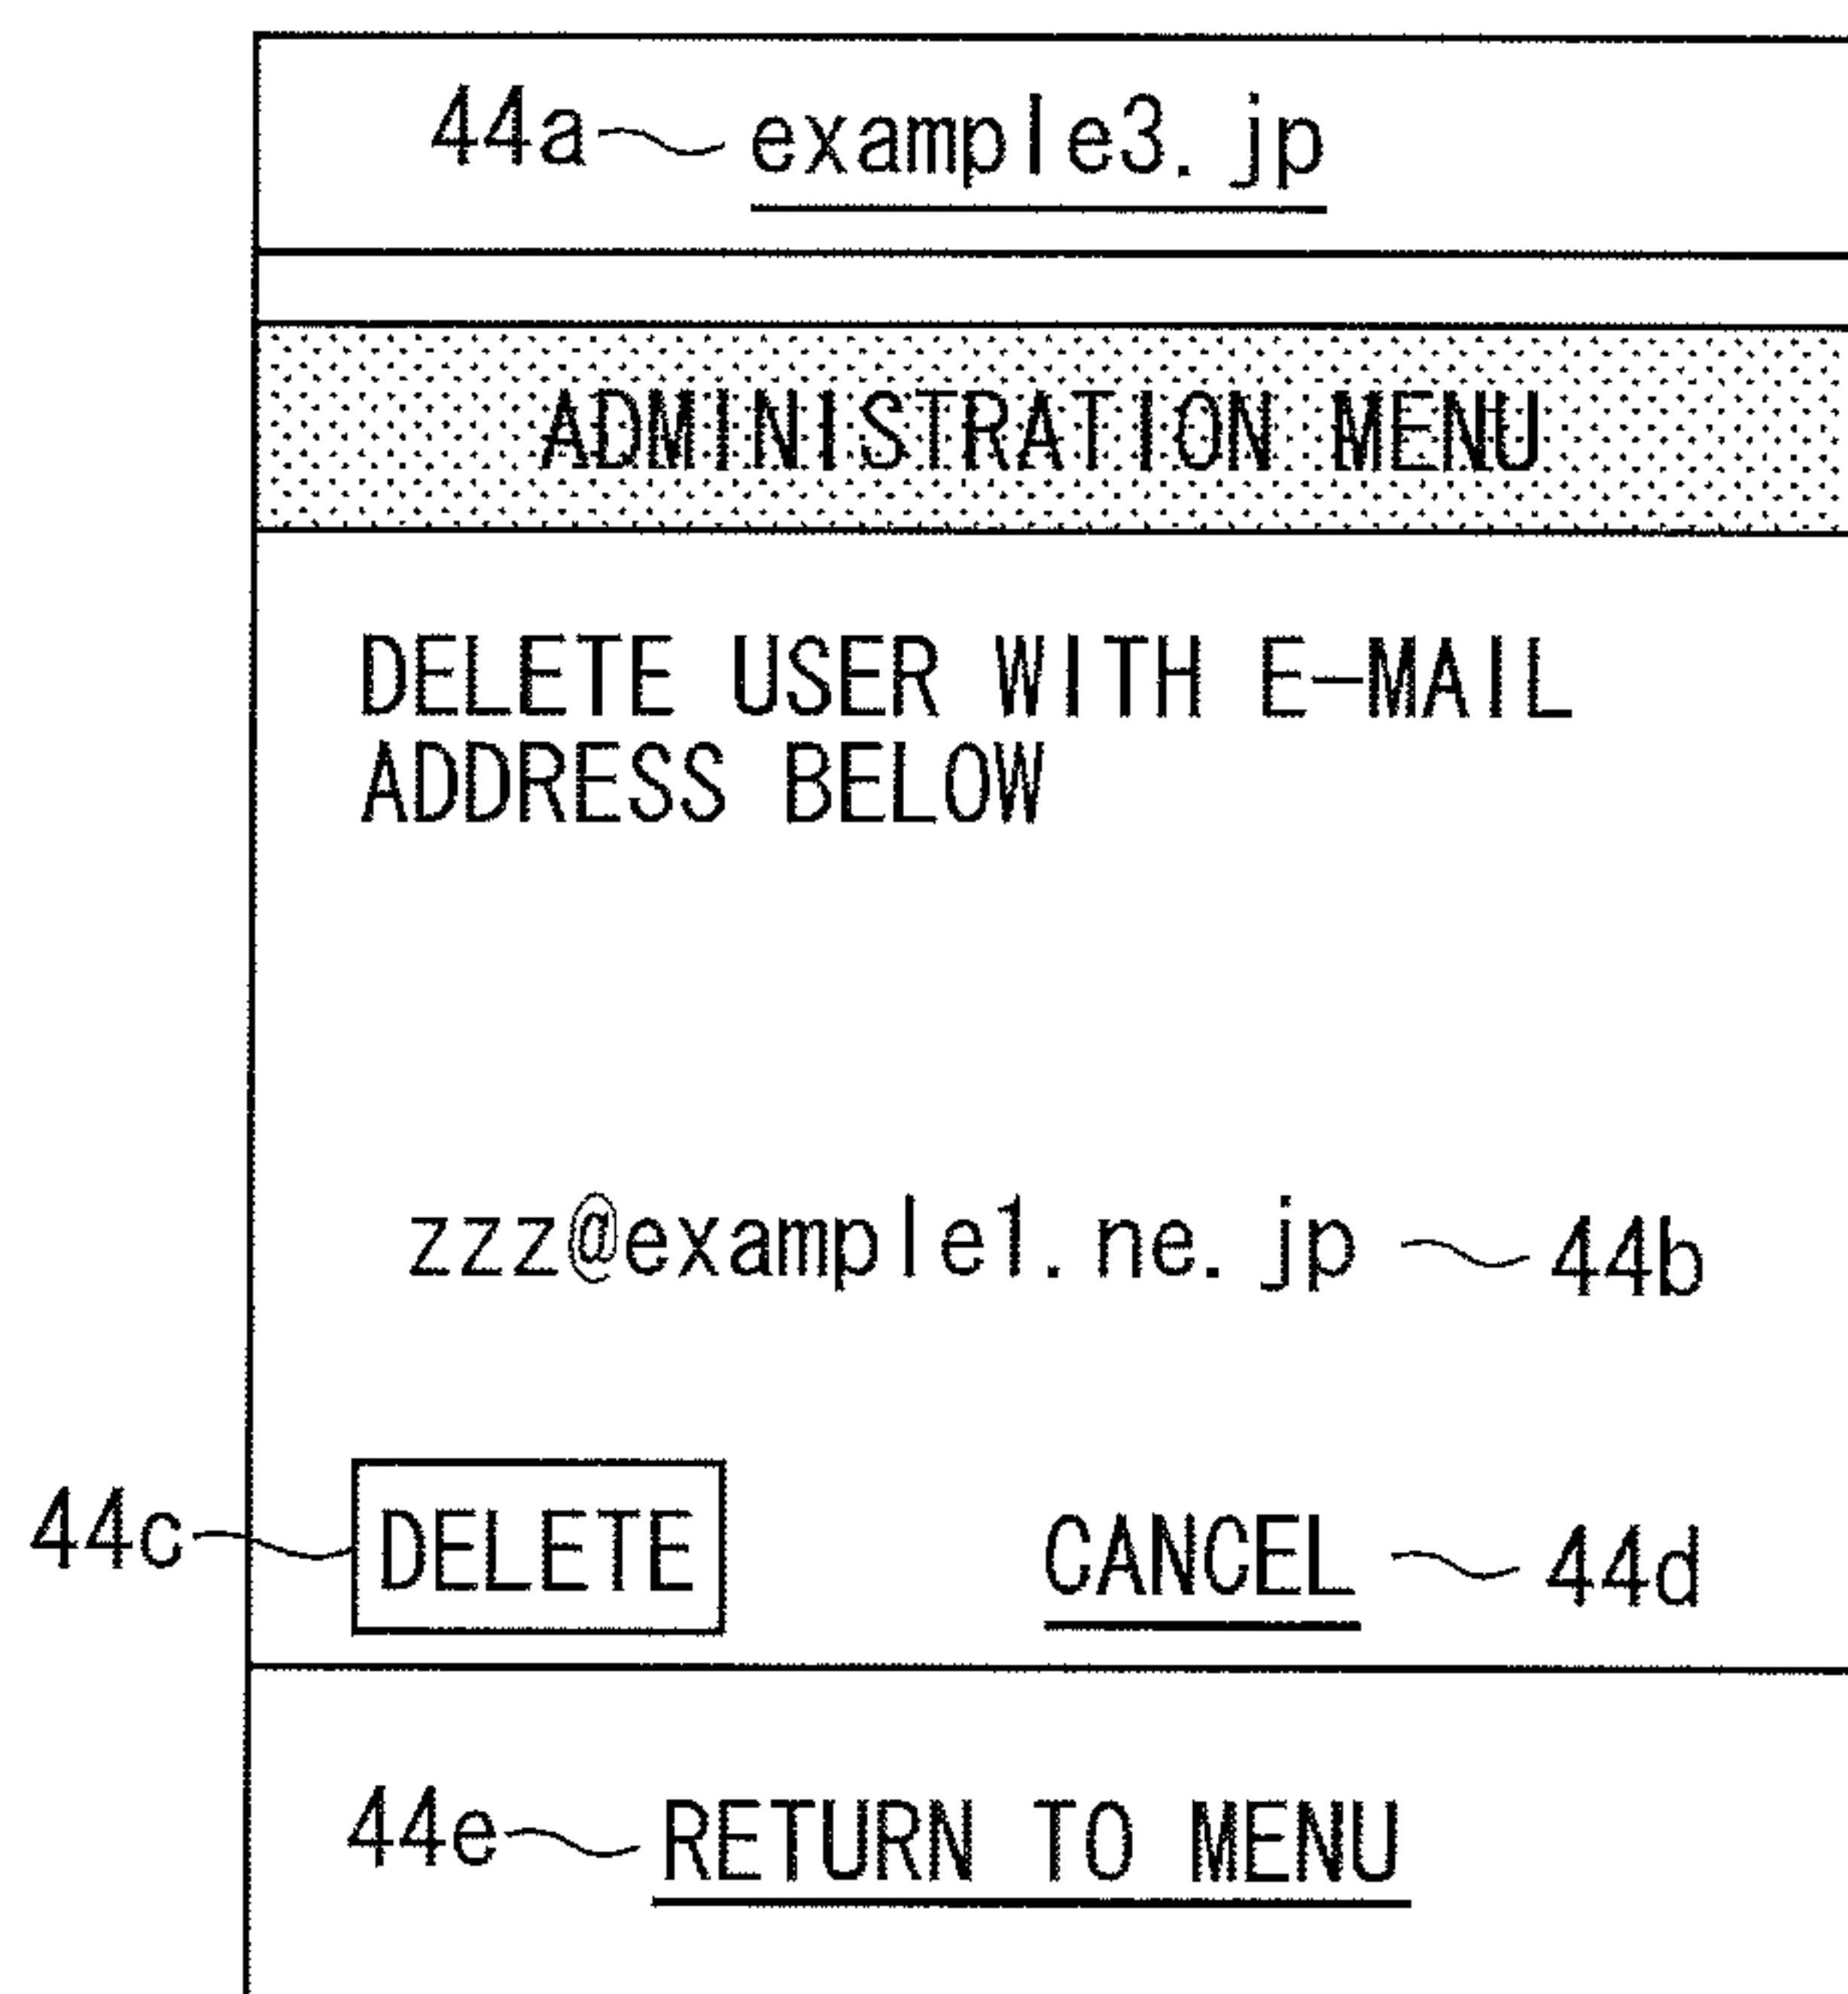 44a example3.jp
ADMINISTRATION MENU
DELETE USER WITH E-MAIL
ADDRESS BELOW
zzz@example1.ne.jp 44b
44c DELETE CANCEL 44d
44e RETURN TO MENU